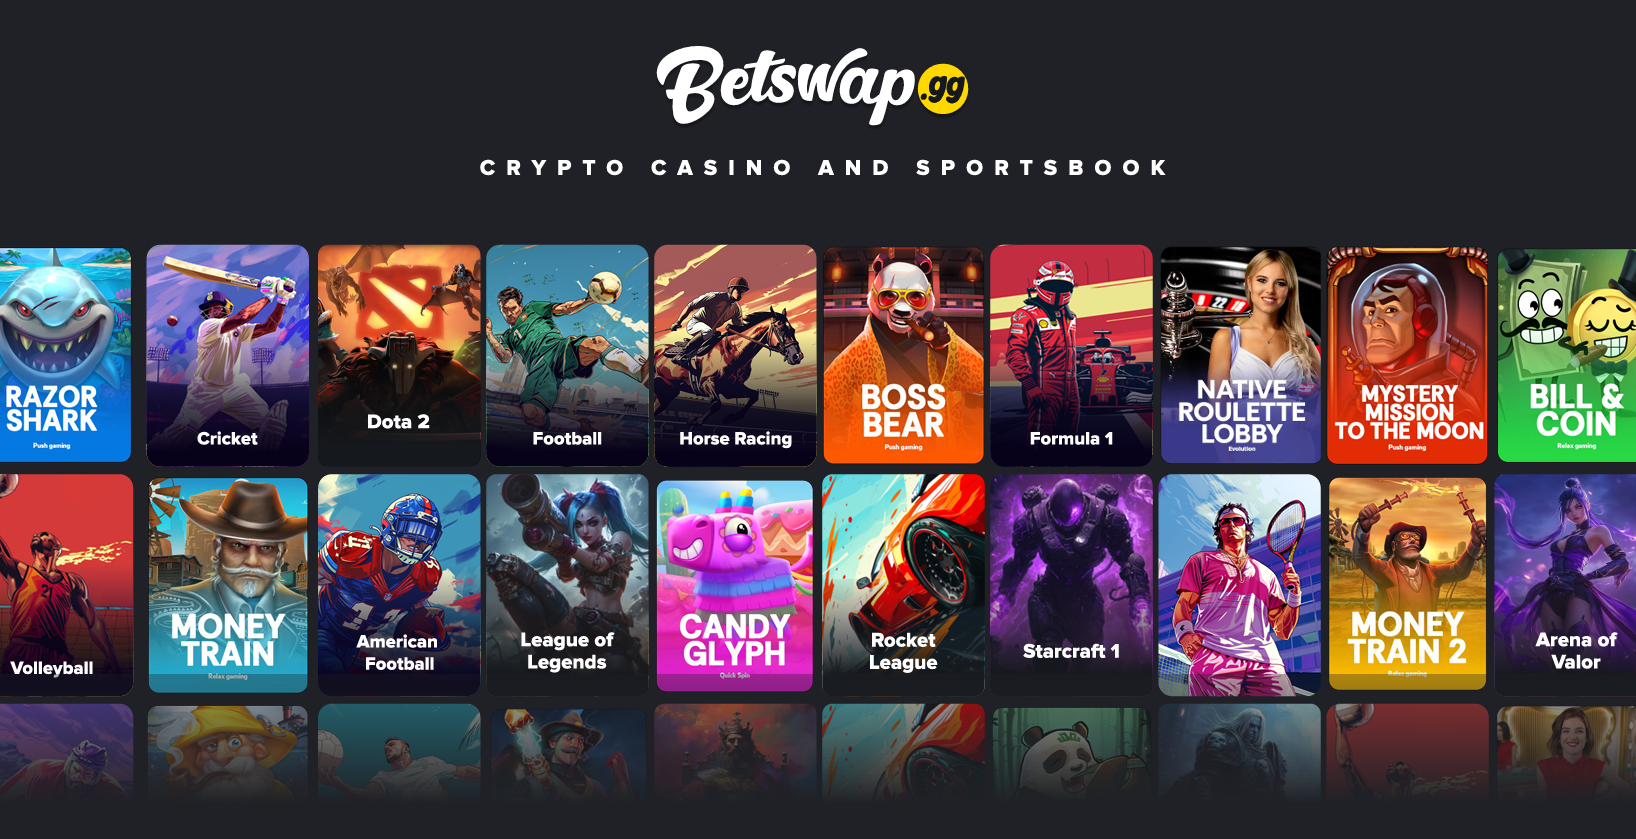 Betswap.gg
CRYPTO CASINO AND SPORTSBOOK
RAZOR
SHARK
Push gaming
Cricket
Dota 2
Football
Horse Racing
BOSS
BEAR
Push gaming
Formula 1
NATIVE
ROULETTE
LOBBY
Evolution
MYSTERY
MISSION
TO THE MOON
Push gaming
BILL &
COIN
Relax gaming
Volleyball
MONEY
TRAIN
Relax gaming
American
Football
League of
Legends
CANDY
GLYPH
Quick Spin
Rocket
League
Starcraft 1
MONEY
TRAIN 2
Relax gaming
Arena of
Valor